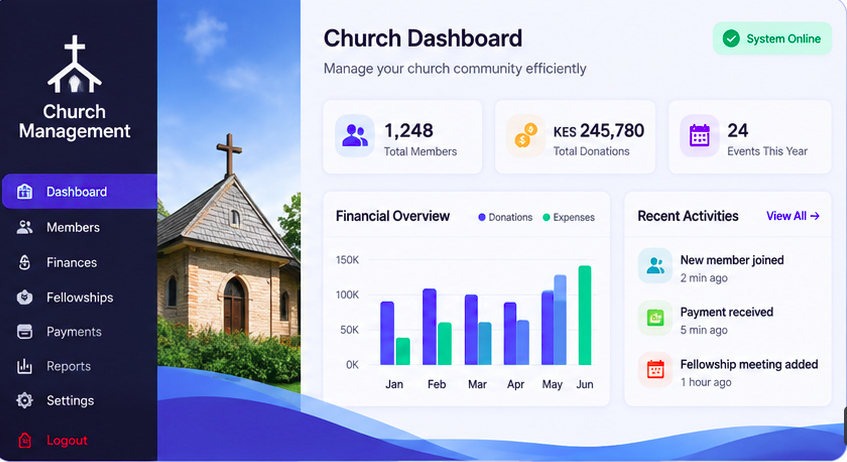 Church
Management
Dashboard
Members
Finances
Fellowships
Payments
Reports
Settings
Logout
Church Dashboard
Manage your church community efficiently
System Online
1,248
Total Members
KES 245,780
Total Donations
24
Events This Year
Financial Overview
Donations
Expenses
150K
100K
50K
0K
Jan Feb Mar Apr May Jun
Recent Activities
View All →
New member joined
2 min ago
Payment received
5 min ago
Fellowship meeting added
1 hour ago